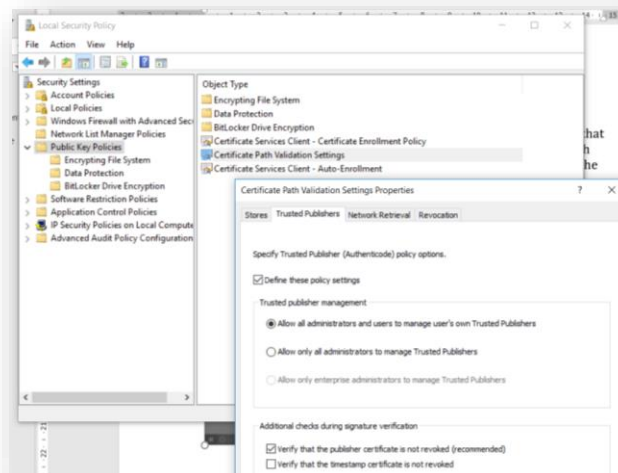 Local Security Policy
File Action View Help
Security Settings
Account Policies
Local Policies
Windows Firewall with Advanced Secu
Network List Manager Policies
Public Key Policies
Encrypting File System
Data Protection
BitLocker Drive Encryption
Software Restriction Policies
Application Control Policies
IP Security Policies on Local Compute
Advanced Audit Policy Configuration
Object Type
Encrypting File System
Data Protection
BitLocker Drive Encryption
Certificate Services Client - Certificate Enrollment Policy
Certificate Path Validation Settings
Certificate Services Client - Auto-Enrollment
hat
h
he
Certificate Path Validation Settings Properties
Stores Trusted Publishers Network Retrieval Revocation
Specify Trusted Publisher (Authenticode) policy options.
Define these policy settings
Trusted publisher management
Allow all administrators and users to manage user's own Trusted Publishers
Allow only all administrators to manage Trusted Publishers
Allow only enterprise administrators to manage Trusted Publishers
Additional checks during signature verification
Verify that the publisher certificate is not revoked (recommended)
Verify that the timestamp certificate is not revoked